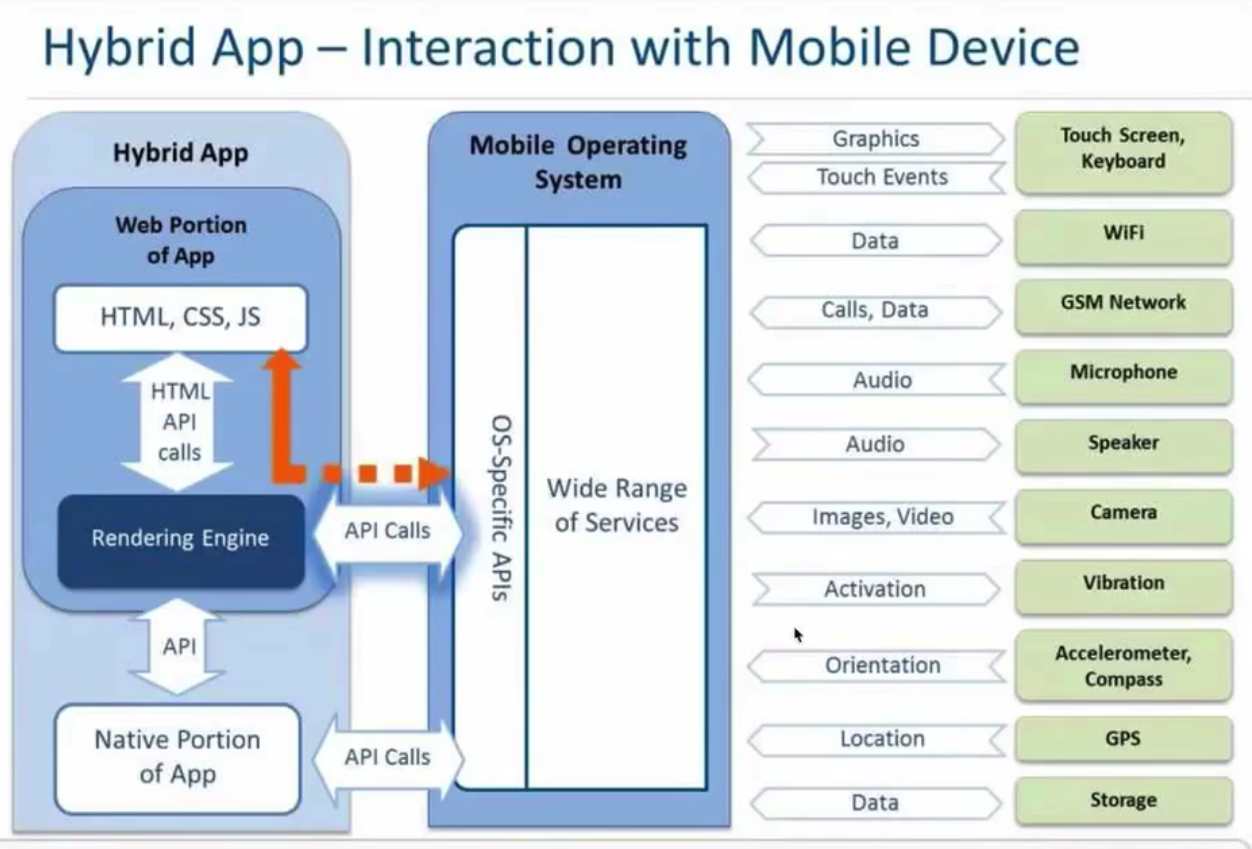 Hybrid App – Interaction with Mobile Device
Hybrid App
Web Portion
of App
HTML, CSS, JS
HTML
API
calls
Rendering Engine
API
Native Portion
of App
API Calls
API Calls
Mobile Operating
System
OS-Specific APIs
Wide Range
of Services
Graphics
Touch Events
Touch Screen,
Keyboard
Data
WiFi
Calls, Data
GSM Network
Audio
Microphone
Audio
Speaker
Images, Video
Camera
Activation
Vibration
Orientation
Accelerometer,
Compass
Location
GPS
Data
Storage